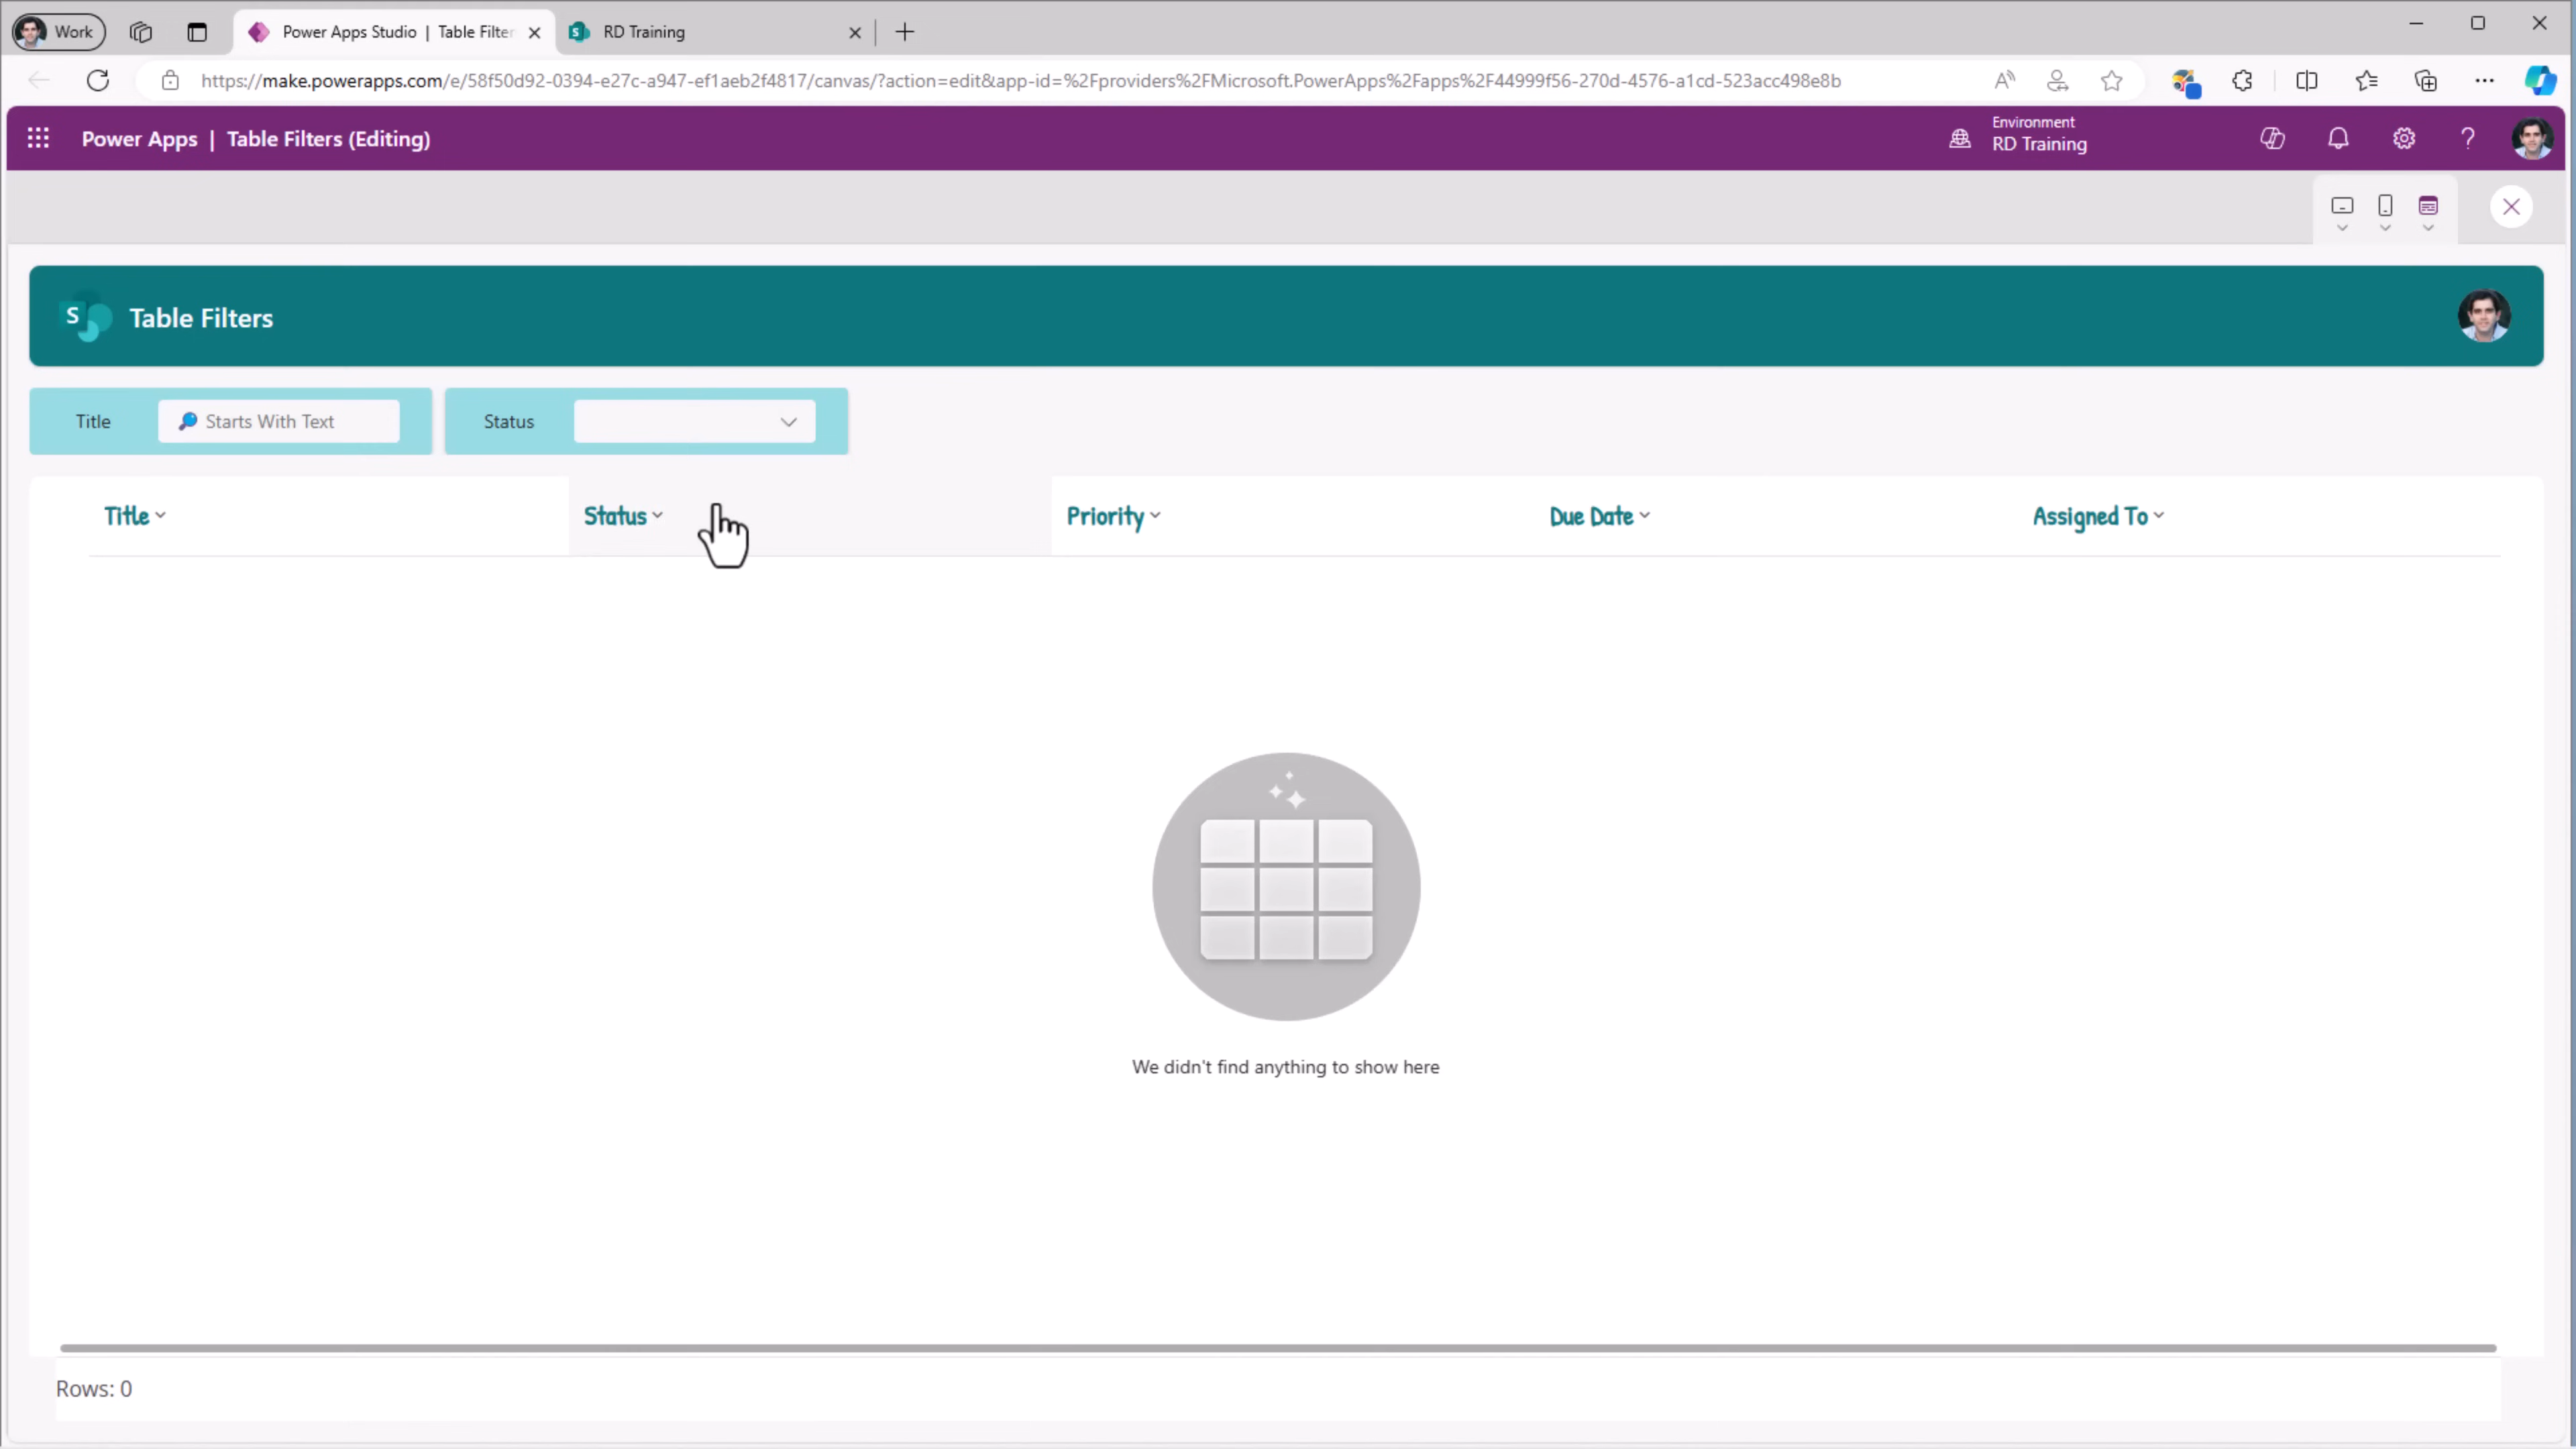 Work
Power Apps Studio | Table Filter
RD Training
https://make.powerapps.com/e/58f50d92-0394-e27c-a947-ef1aeb2f4817/canvas/?action=edit&app-id=%2Fproviders%2FMicrosoft.PowerApps%2Fapps%2F44999f56-270d-4576-a1cd-523acc498e8b
Power Apps | Table Filters (Editing)
Environment
RD Training
S
Table Filters
Title
Starts With Text
Status
Title
Status
Priority
Due Date
Assigned To
We didn't find anything to show here
Rows: 0